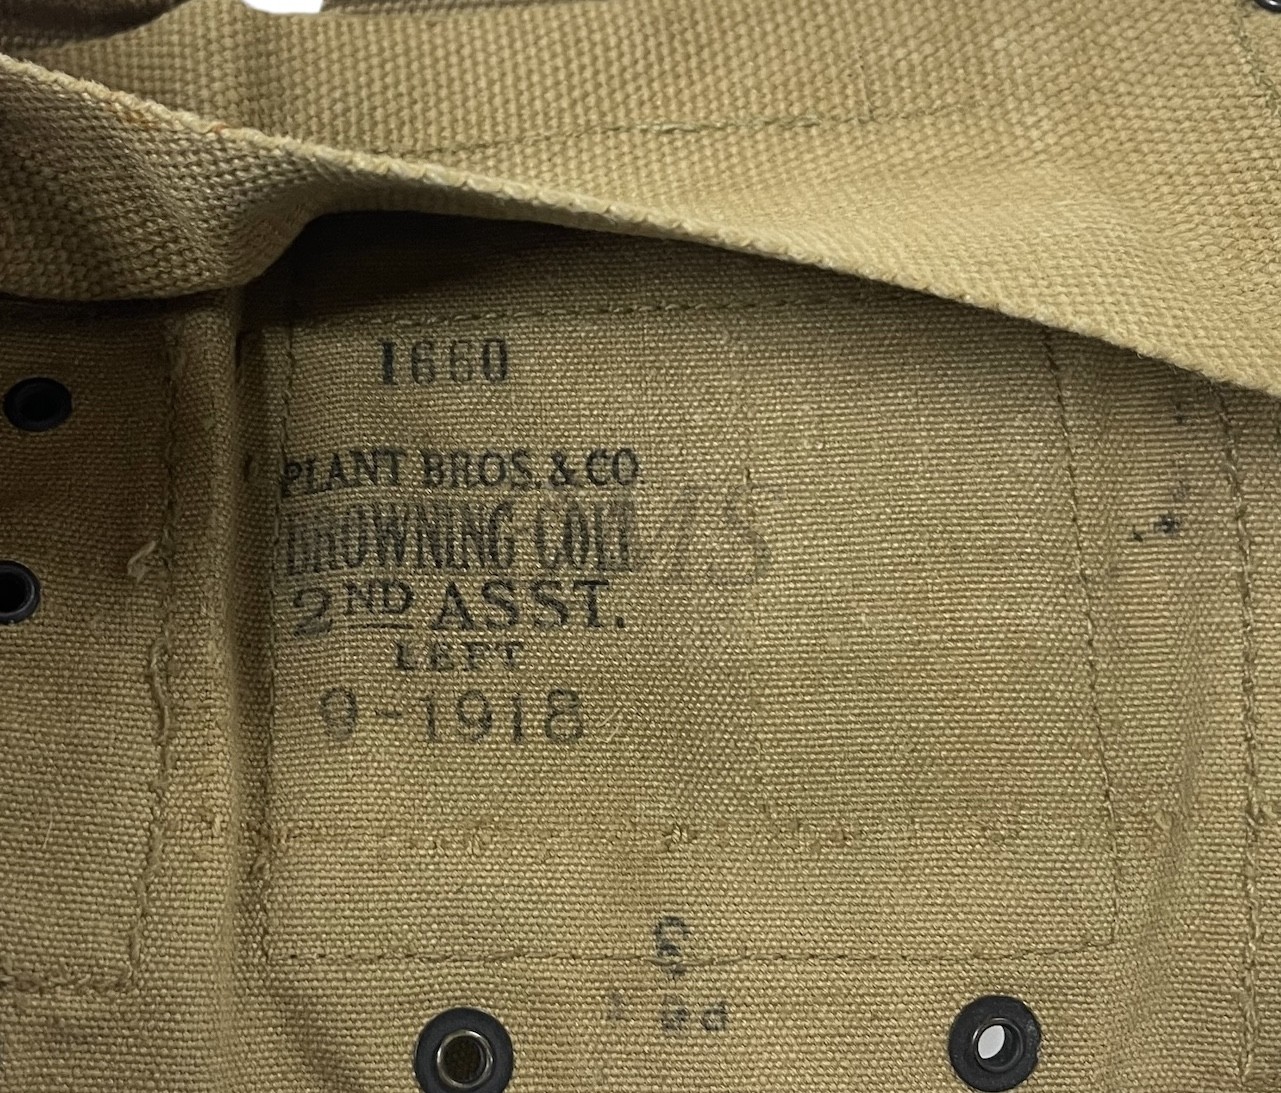 1660
PLANT BROS. & CO
BROWNING-COLT
2ND ASST.
LEFT
9-1918